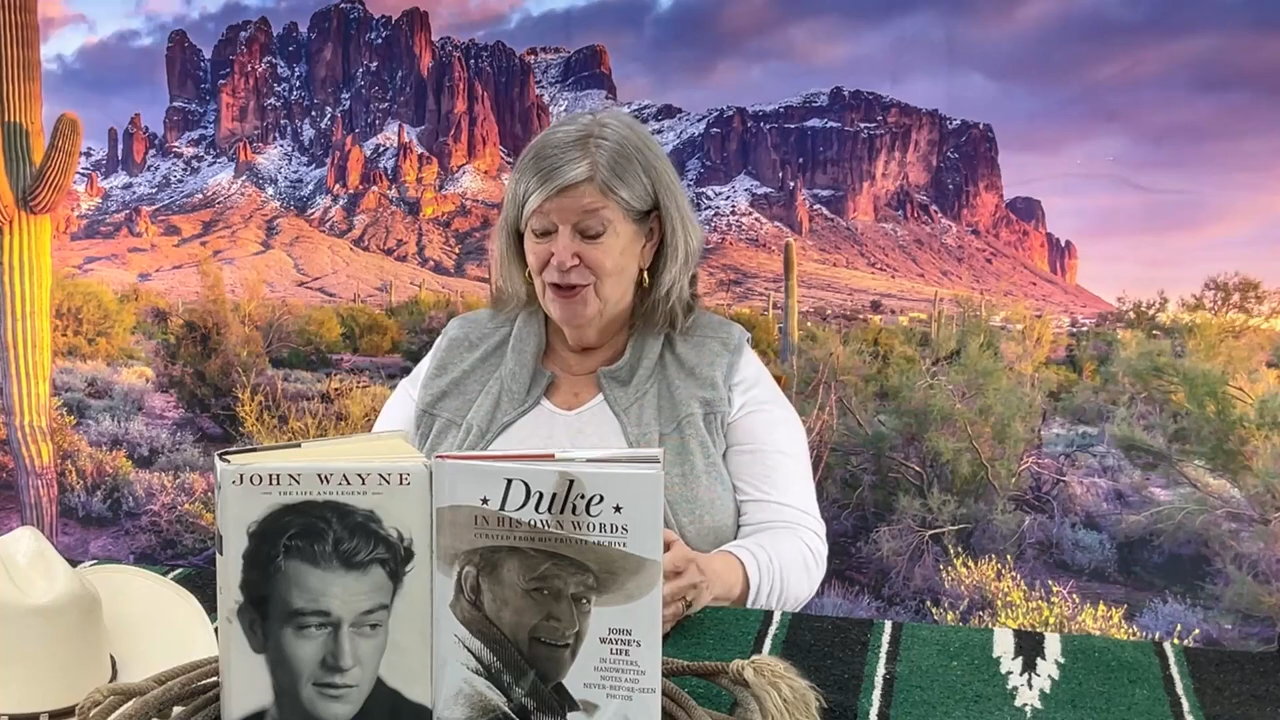 JOHN WAYNE
THE LIFE AND LEGEND
Duke
IN HIS OWN WORDS
CURATED FROM HIS PRIVATE ARCHIVE
JOHN
WAYNE'S
LIFE
IN LETTERS,
HANDWRITTEN
NOTES AND
NEVER-BEFORE-SEEN
PHOTOS